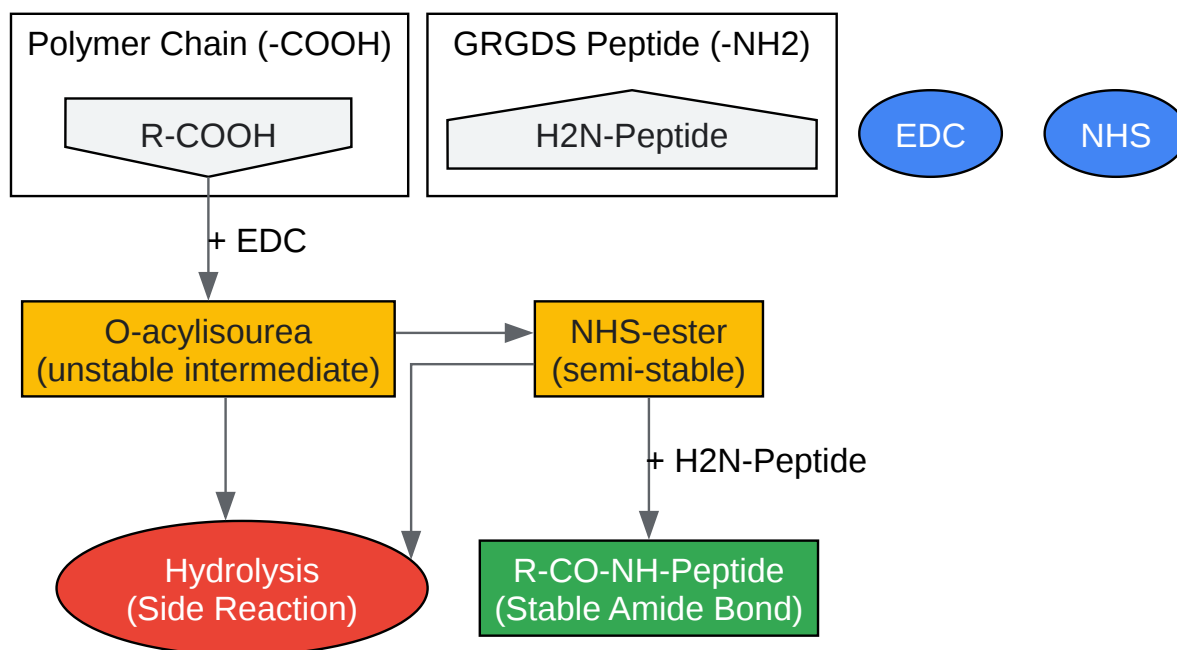 Polymer Chain (-COOH)
GRGDS Peptide (-NH2)
R-COOH
H2N-Peptide
EDC
NHS
+ EDC
O-acylisourea
(unstable intermediate)
NHS-ester
(semi-stable)
+ H2N-Peptide
Hydrolysis
(Side Reaction)
R-CO-NH-Peptide
(Stable Amide Bond)